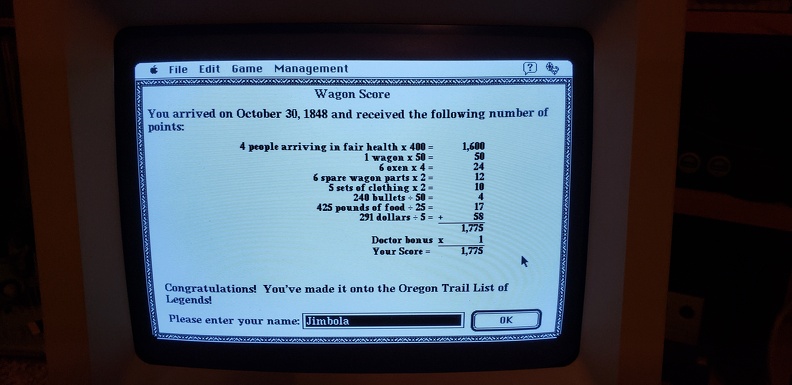 File Edit Game Management ?
Wagon Score
You arrived on October 30, 1848 and received the following number of
points:
4 people arriving in fair health x 400 = 1,600
1 wagon x 50 = 50
6 oxen x 4 = 24
6 spare wagon parts x 2 = 12
5 sets of clothing x 2 = 10
240 bullets ÷ 50 = 4
425 pounds of food ÷ 25 = 17
291 dollars ÷ 5 = + 58
1,775
Doctor bonus x 1
Your Score = 1,775
Congratulations! You've made it onto the Oregon Trail List of
Legends!
Please enter your name: Jimbola OK